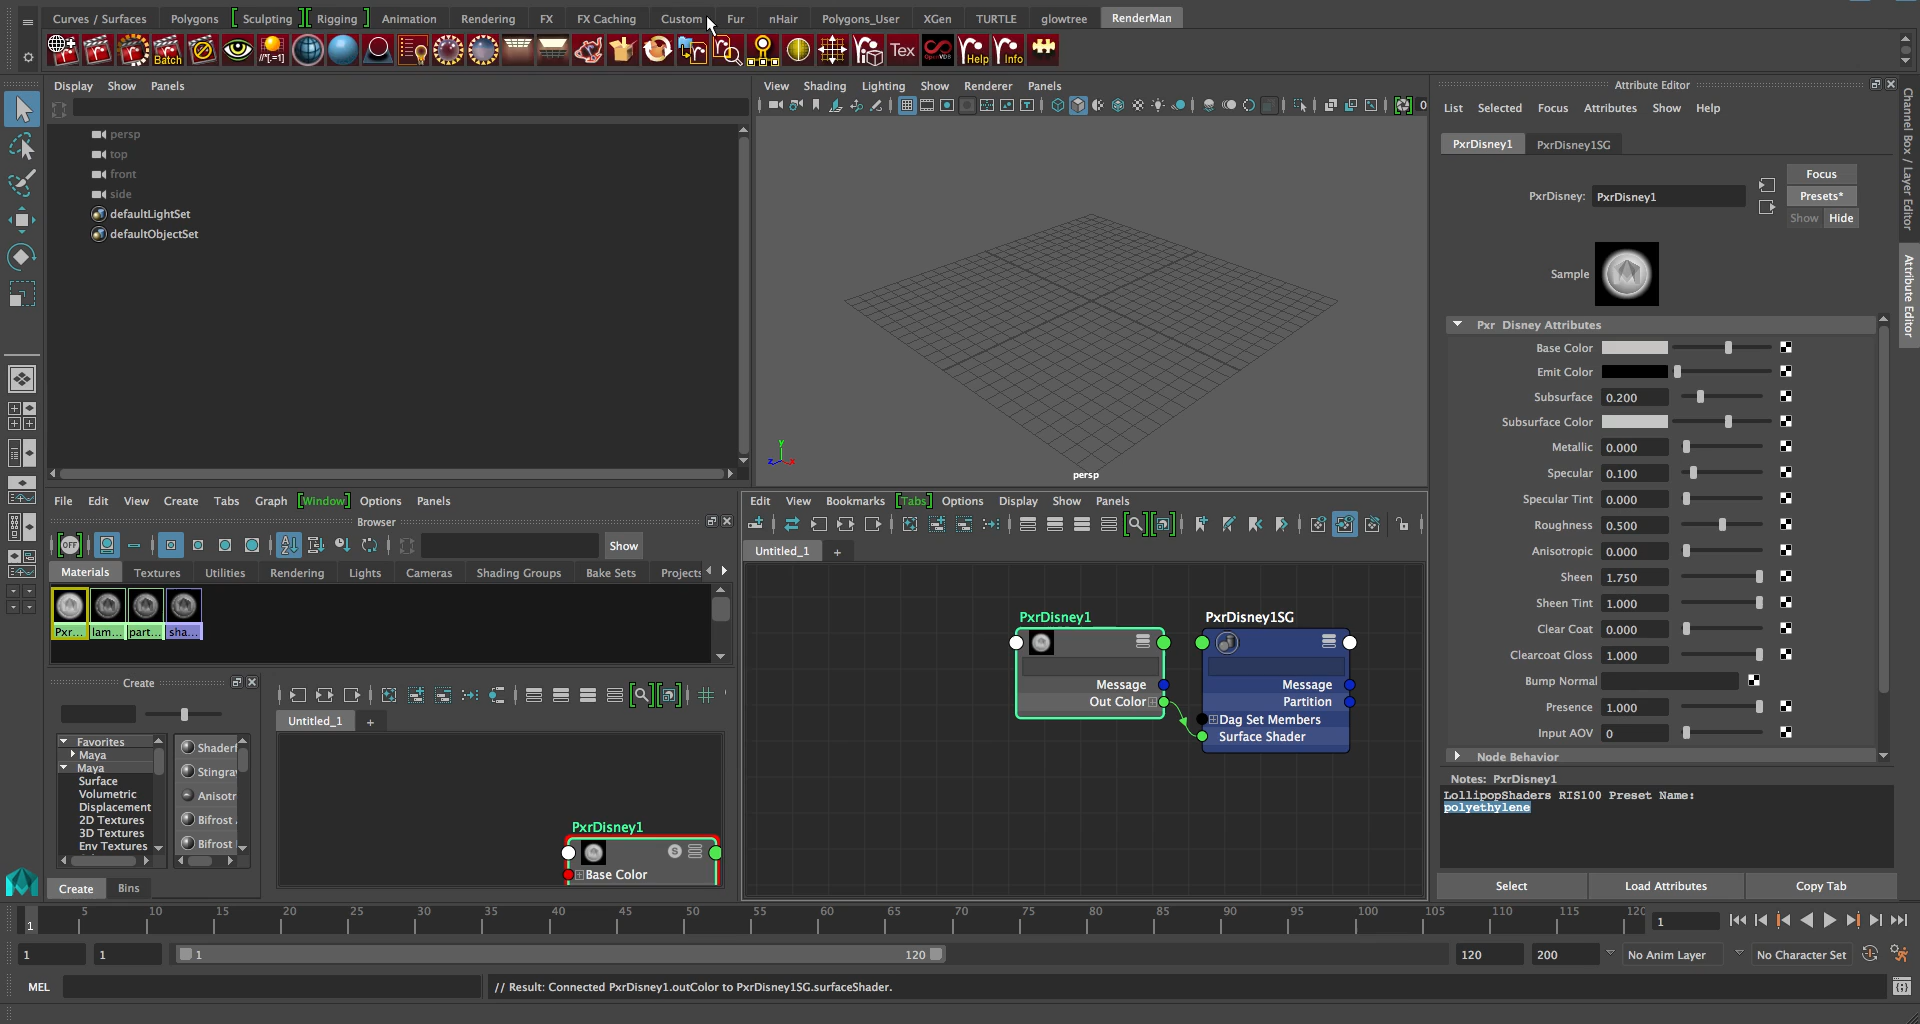 Curves / Surfaces Polygons Sculpting Rigging Animation Rendering FX FX Caching Custom Fur nHair Polygons_User XGen TURTLE glowtree RenderMan
Batch //[.=1] Tex OpenVDB Help Info
Display Show Panels
View Shading Lighting Show Renderer Panels
Attribute Editor
List Selected Focus Attributes Show Help
0
persp
top
front
side
defaultLightSet
defaultObjectSet
persp
y
z x
PxrDisney1 PxrDisney1SG
PxrDisney: PxrDisney1
Focus
Presets*
Show Hide
Sample
Pxr Disney Attributes
Base Color
Emit Color
Subsurface 0.200
Subsurface Color
Metallic 0.000
Specular 0.100
Specular Tint 0.000
Roughness 0.500
Anisotropic 0.000
Sheen 1.750
Sheen Tint 1.000
Clear Coat 0.000
Clearcoat Gloss 1.000
Bump Normal
Presence 1.000
Input AOV 0
Node Behavior
Notes: PxrDisney1
LollipopShaders RIS100 Preset Name:
polyethylene
Select Load Attributes Copy Tab
Channel Box / Layer Editor
Attribute Editor
File Edit View Create Tabs Graph Window Options Panels
Browser
OFF
Show
Materials Textures Utilities Rendering Lights Cameras Shading Groups Bake Sets Projects
Pxr... lam... part... sha...
Create
Untitled_1 +
Favorites
Maya
Maya
Surface
Volumetric
Displacement
2D Textures
3D Textures
Env Textures
Shaderf
Stingra
Anisotr
Bifrost
Bifrost
Create Bins
PxrDisney1
S
Base Color
Edit View Bookmarks Tabs Options Display Show Panels
Untitled_1 +
PxrDisney1
Message
Out Color
PxrDisney1SG
Message
Partition
Dag Set Members
Surface Shader
1 5 10 15 20 25 30 35 40 45 50 55 60 65 70 75 80 85 90 95 100 105 110 115 120
1
1 1 1 120 120 200 No Anim Layer No Character Set
MEL // Result: Connected PxrDisney1.outColor to PxrDisney1SG.surfaceShader.